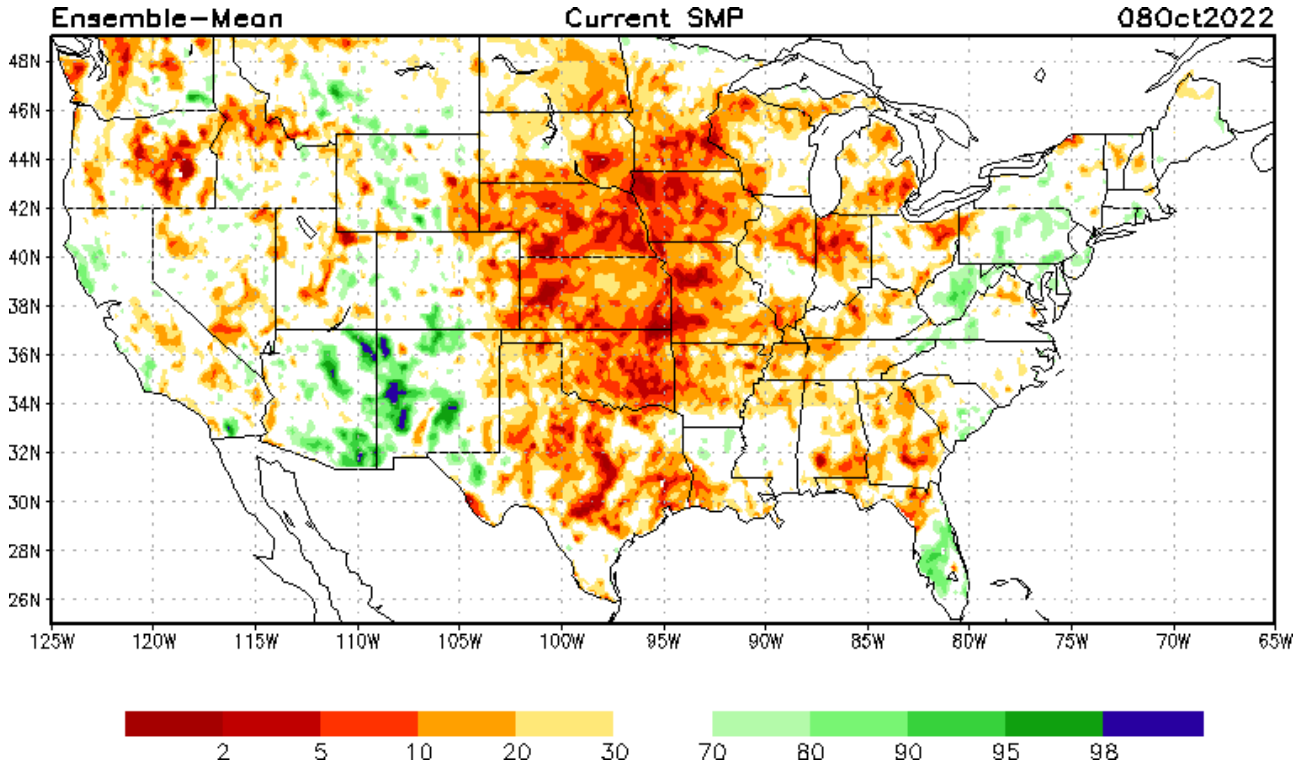 Ensemble-Mean Current SMP 08Oct2022
48N
46N
44N
42N
40N
38N
36N
34N
32N
30N
28N
26N
125W 120W 115W 110W 105W 100W 95W 90W 85W 80W 75W 70W 65W
2 5 10 20 30 70 80 90 95 98